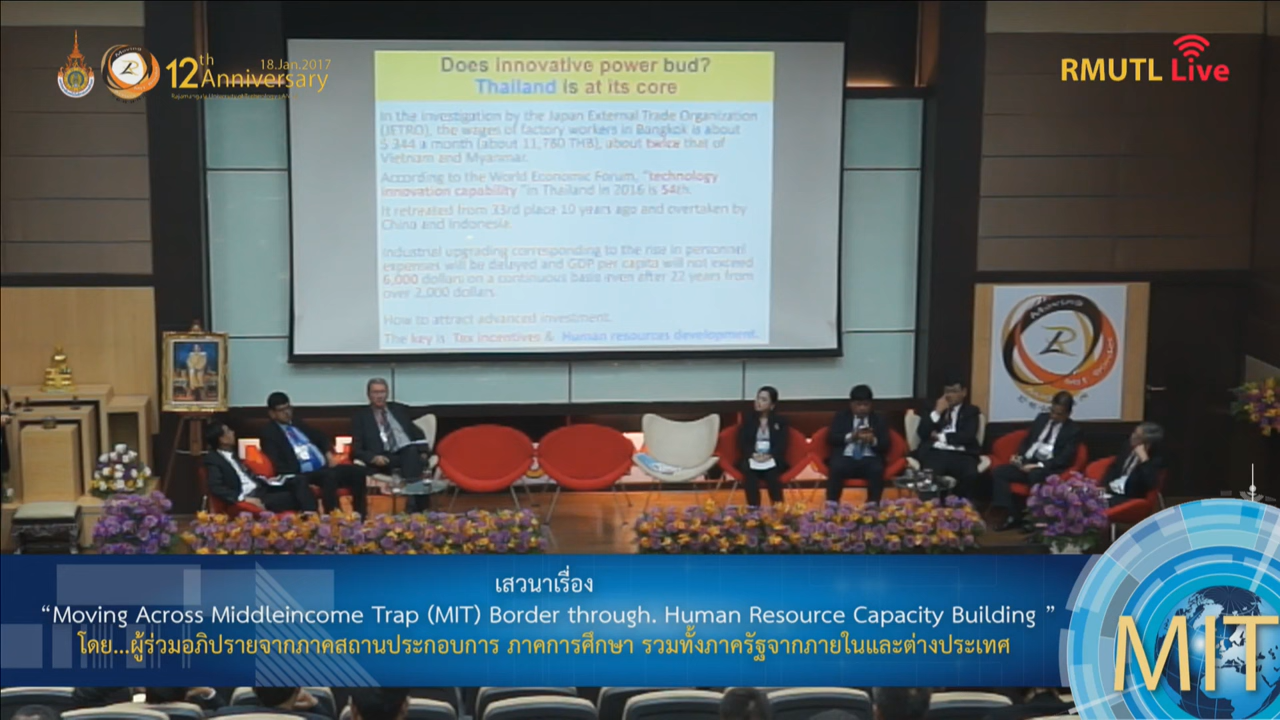 18.Jan.2017
12th
Anniversary
RMUTL Live
Does innovative power bud?
Thailand is at its core
In the investigation by the Japan External Trade Organization
(JETRO), the wages of factory workers in Bangkok is about
$ 344 a month (about 11,780 THB), about twice that of
Vietnam and Myanmar.
According to the World Economic Forum, "technology
innovation capability "in Thailand in 2016 is 54th.
It retreated from 33rd place 10 years ago and overtaken by
China and Indonesia.
Industrial upgrading corresponding to the rise in personnel
expenses will be delayed and GDP per capita will not exceed
6,000 dollars on a continuous basis even after 22 years from
over 2,000 dollars.
How to attract advanced investment.
The key is Tax incentives & Human resources development.
Moving
เสวนาเรื่อง
“Moving Across Middleincome Trap (MIT) Border through. Human Resource Capacity Building ”
โดย...ผู้ร่วมอภิปรายจากภาคสถานประกอบการ ภาคการศึกษา รวมทั้งภาครัฐจากภายในและต่างประเทศ
MIT